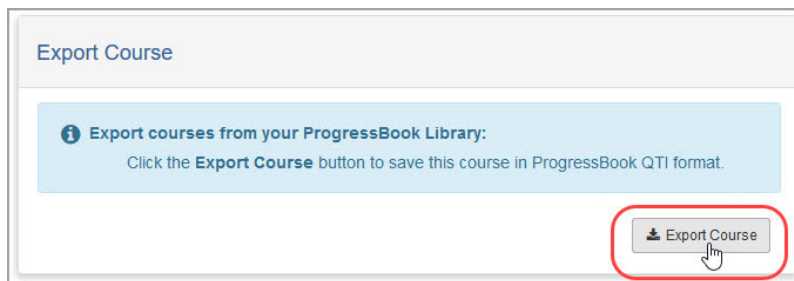 Export Course
Export courses from your ProgressBook Library:
Click the Export Course button to save this course in ProgressBook QTI format.
Export Course